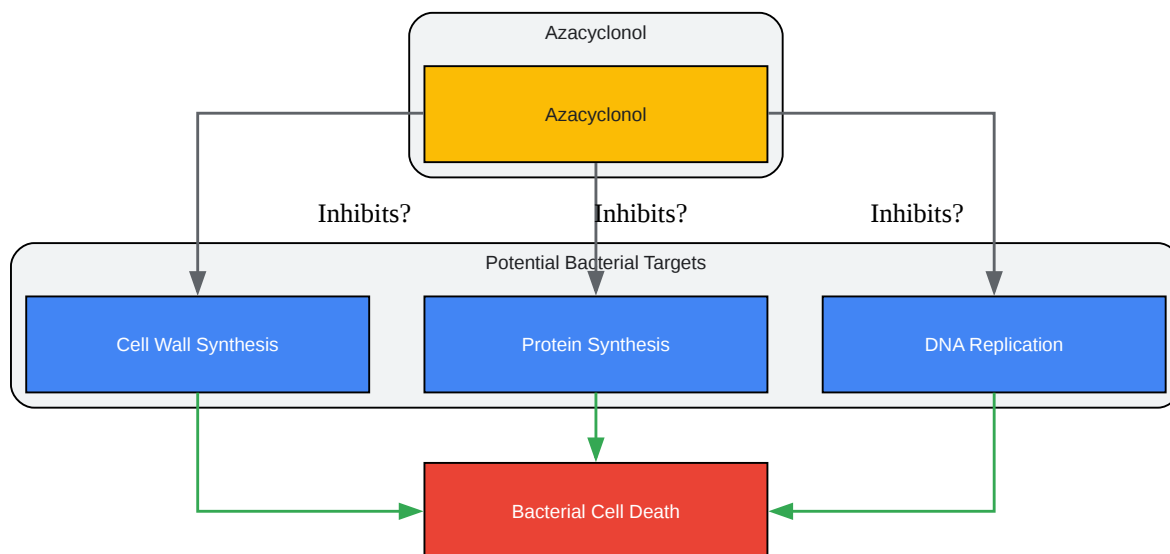 Azacyclonol
Azacyclonol
Inhibits? Inhibits? Inhibits?
Potential Bacterial Targets
Cell Wall Synthesis Protein Synthesis DNA Replication
Bacterial Cell Death